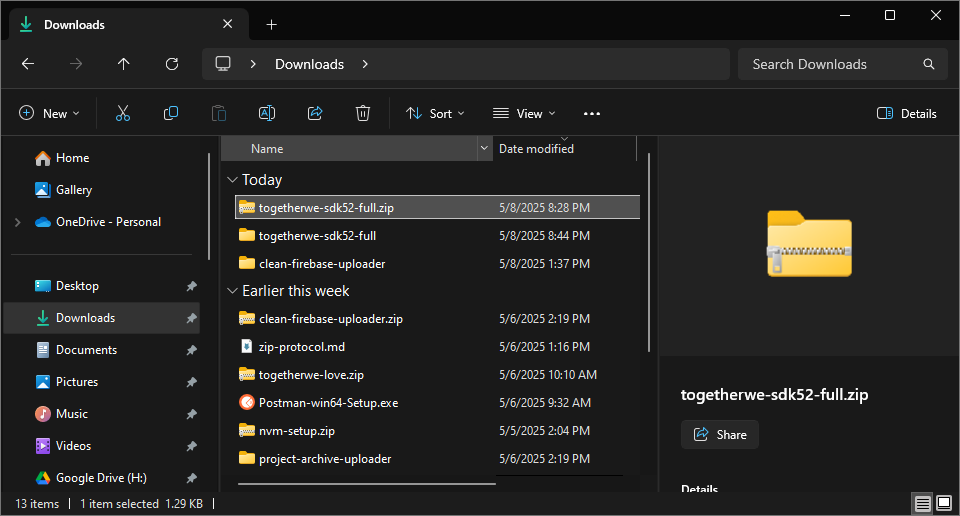 Downloads
Downloads
Search Downloads
New
Sort
View
Details
Name
Date modified
Home
Gallery
OneDrive - Personal
Desktop
Downloads
Documents
Pictures
Music
Videos
Google Drive (H:)
Today
togetherwe-sdk52-full.zip 5/8/2025 8:28 PM
togetherwe-sdk52-full 5/8/2025 8:44 PM
clean-firebase-uploader 5/8/2025 1:37 PM
Earlier this week
clean-firebase-uploader.zip 5/6/2025 2:19 PM
zip-protocol.md 5/6/2025 1:16 PM
togetherwe-love.zip 5/6/2025 10:10 AM
Postman-win64-Setup.exe 5/6/2025 9:32 AM
nvm-setup.zip 5/5/2025 2:04 PM
project-archive-uploader 5/6/2025 2:19 PM
togetherwe-sdk52-full.zip
Share
Details
13 items
1 item selected 1.29 KB